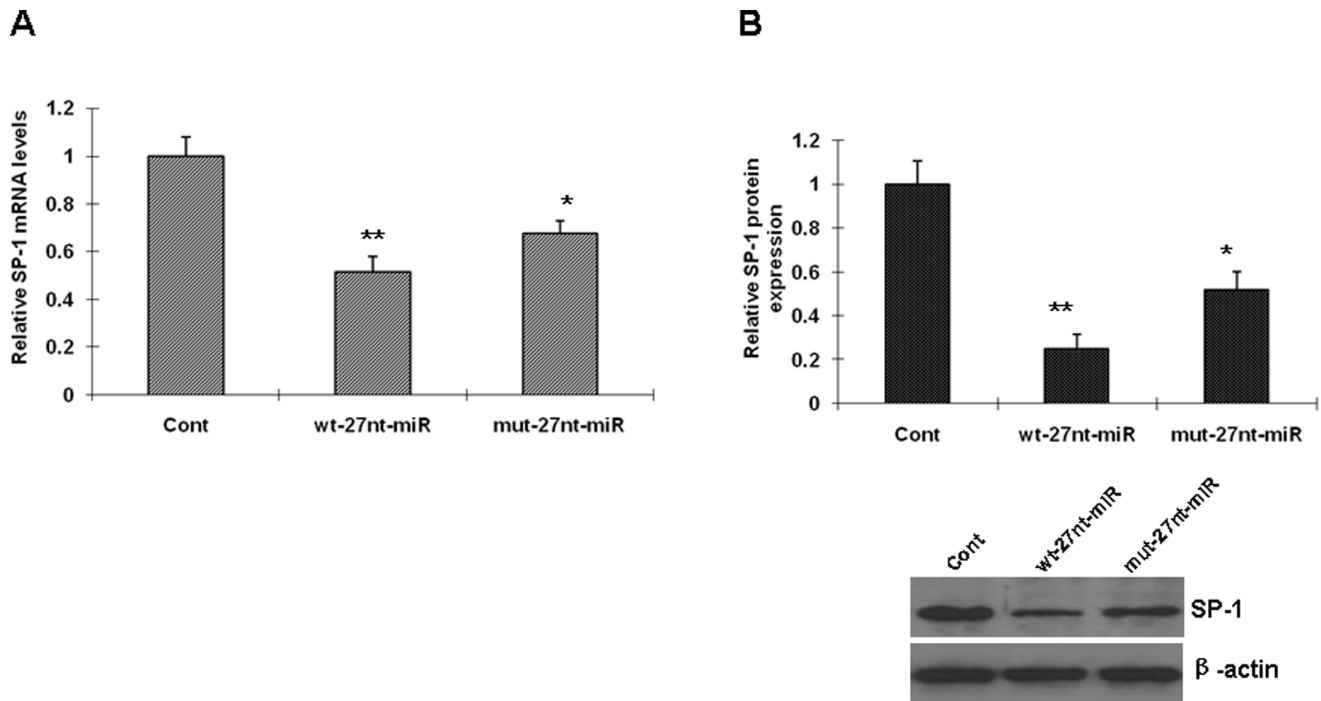 A
Relative SP-1 mRNA levels
1.2
1
0.8
0.6
0.4
0.2
0
**
*
Cont
wt-27nt-miR
mut-27nt-miR
B
Relative SP-1 protein
expression
1.2
1
0.8
0.6
0.4
0.2
0
**
*
Cont
wt-27nt-miR
mut-27nt-miR
Cont
wt-27nt-miR
mut-27nt-miR
SP-1
β-actin